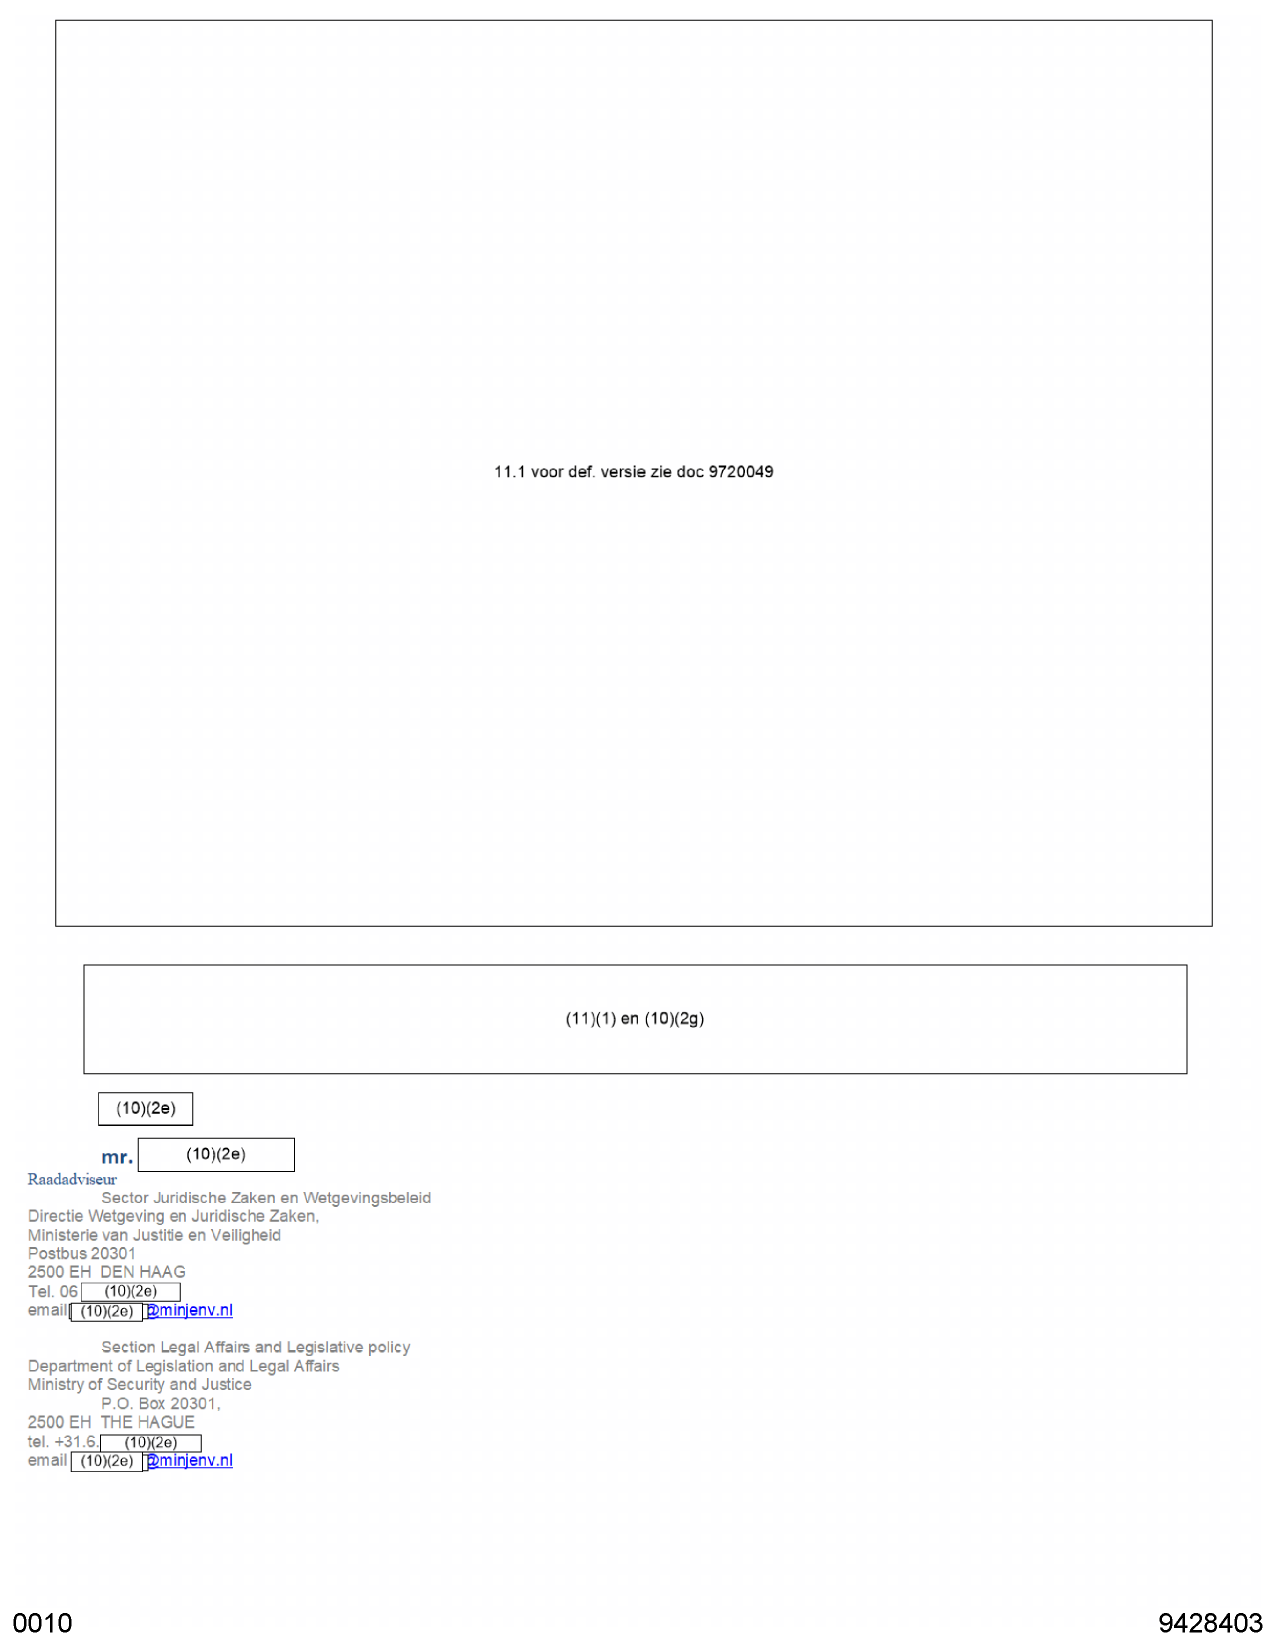 11.1 voor def. versie zie doc 9720049
(11)(1) en (10)(2g)
(10)(2e)
mr. (10)(2e)
Raadadviseur
Sector Juridische Zaken en Wetgevingsbeleid
Directie Wetgeving en Juridische Zaken,
Ministerie van Justitie en Veiligheid
Postbus 20301
2500 EH DEN HAAG
Tel. 06 (10)(2e)
email (10)(2e) @minjenv.nl
Section Legal Affairs and Legislative policy
Department of Legislation and Legal Affairs
Ministry of Security and Justice
P.O. Box 20301,
2500 EH THE HAGUE
tel. +31.6. (10)(2e)
email (10)(2e) @minjenv.nl
0010 9428403